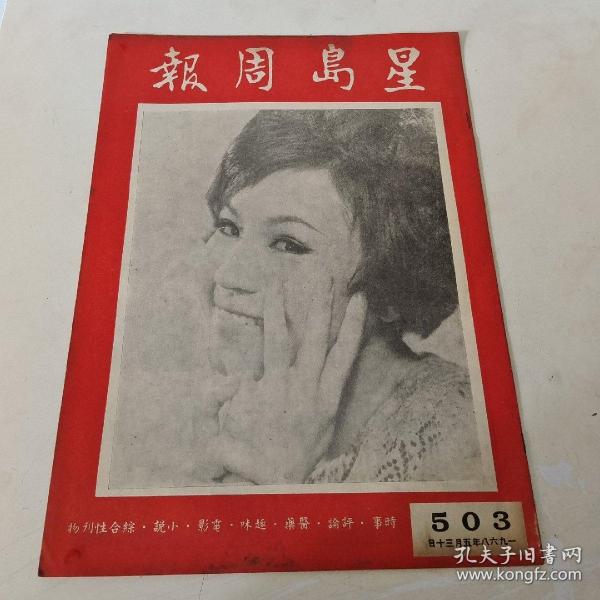 星島周報
時事·評論·醫藥·趣味·電影·小說·綜合性刋物
503
一九六八年五月三十日
孔夫子旧书网
www.kongfz.com